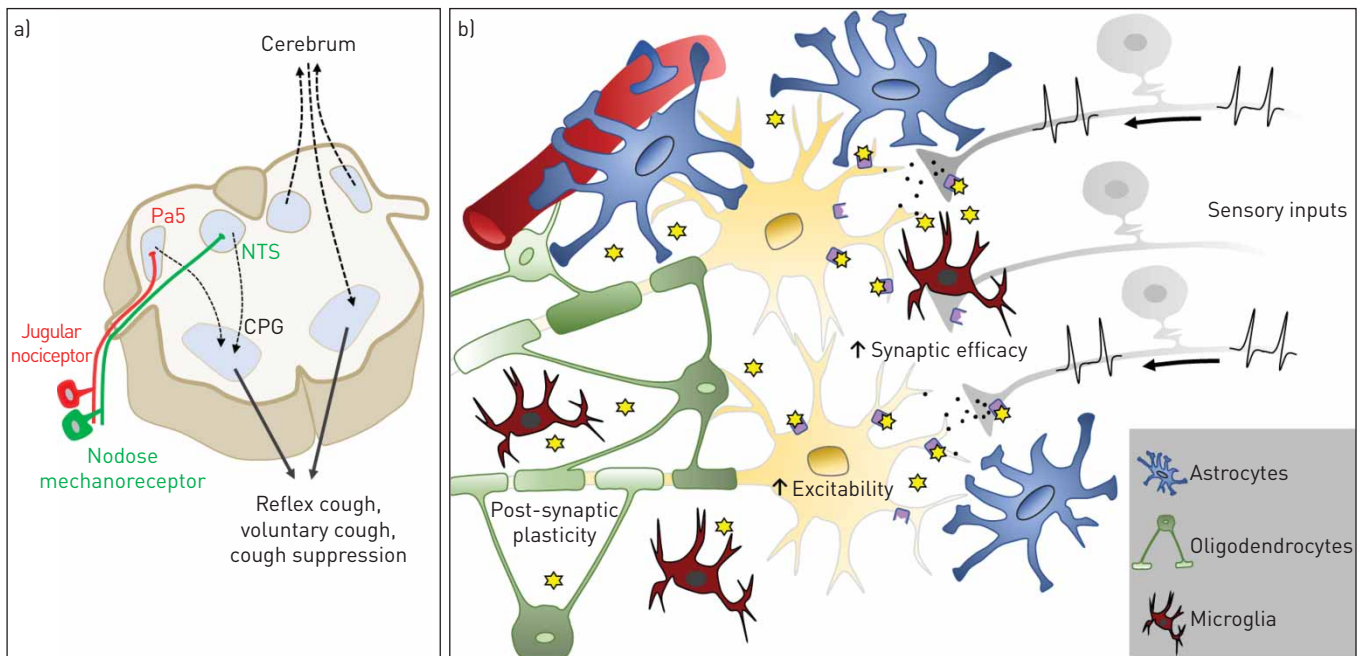 a)
Cerebrum
Pa5
NTS
CPG
Jugular
nociceptor
Nodose
mechanoreceptor
Reflex cough,
voluntary cough,
cough suppression
b)
Sensory inputs
↑ Synaptic efficacy
↑ Excitability
Post-synaptic
plasticity
Astrocytes
Oligodendrocytes
Microglia